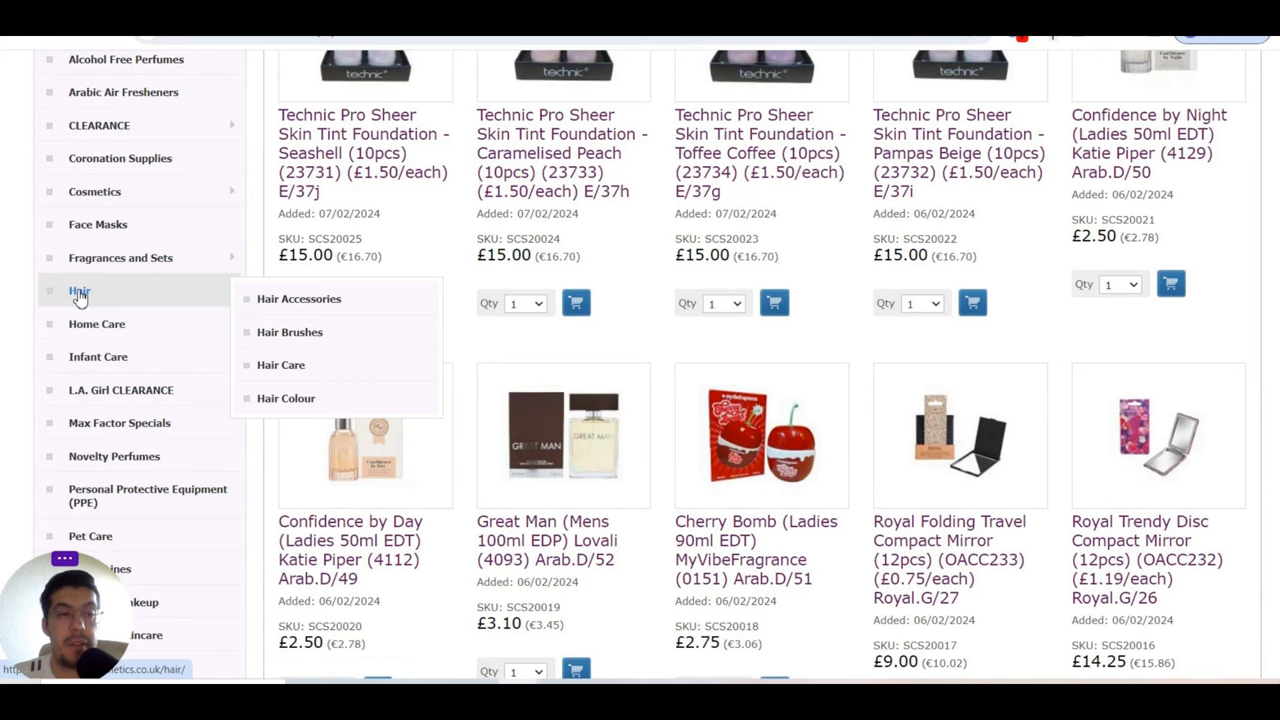 Alcohol Free Perfumes
Arabic Air Fresheners
CLEARANCE
Coronation Supplies
Cosmetics
Face Masks
Fragrances and Sets
Hair
Home Care
Infant Care
L.A. Girl CLEARANCE
Max Factor Specials
Novelty Perfumes
Personal Protective Equipment
(PPE)
Pet Care
Hair Accessories
Hair Brushes
Hair Care
Hair Colour
technic
technic
technic
technic
Technic Pro Sheer
Skin Tint Foundation -
Seashell (10pcs)
(23731) (£1.50/each)
E/37j
Added: 07/02/2024
SKU: SCS20025
£15.00 (€16.70)
Qty 1
Technic Pro Sheer
Skin Tint Foundation -
Caramelised Peach
(10pcs) (23733)
(£1.50/each) E/37h
Added: 07/02/2024
SKU: SCS20024
£15.00 (€16.70)
Qty 1
Technic Pro Sheer
Skin Tint Foundation -
Toffee Coffee (10pcs)
(23734) (£1.50/each)
E/37g
Added: 07/02/2024
SKU: SCS20023
£15.00 (€16.70)
Qty 1
Technic Pro Sheer
Skin Tint Foundation -
Pampas Beige (10pcs)
(23732) (£1.50/each)
E/37i
Added: 07/02/2024
SKU: SCS20022
£15.00 (€16.70)
Qty 1
Confidence by Night
(Ladies 50ml EDT)
Katie Piper (4129)
Arab.D/50
Added: 06/02/2024
SKU: SCS20021
£2.50 (€2.78)
Qty 1
Confidence by Day
(Ladies 50ml EDT)
Katie Piper (4112)
Arab.D/49
Added: 06/02/2024
SKU: SCS20020
£2.50 (€2.78)
GREAT MAN
GREAT MAN
Great Man (Mens
100ml EDP) Lovali
(4093) Arab.D/52
Added: 06/02/2024
SKU: SCS20019
£3.10 (€3.45)
Qty 1
Cherry Bomb (Ladies
90ml EDT)
MyVibeFragrance
(0151) Arab.D/51
Added: 06/02/2024
SKU: SCS20018
£2.75 (€3.06)
Royal Folding Travel
Compact Mirror
(12pcs) (OACC233)
(£0.75/each)
Royal.G/27
Added: 06/02/2024
SKU: SCS20017
£9.00 (€10.02)
Royal Trendy Disc
Compact Mirror
(12pcs) (OACC232)
(£1.19/each)
Royal.G/26
Added: 06/02/2024
SKU: SCS20016
£14.25 (€15.86)